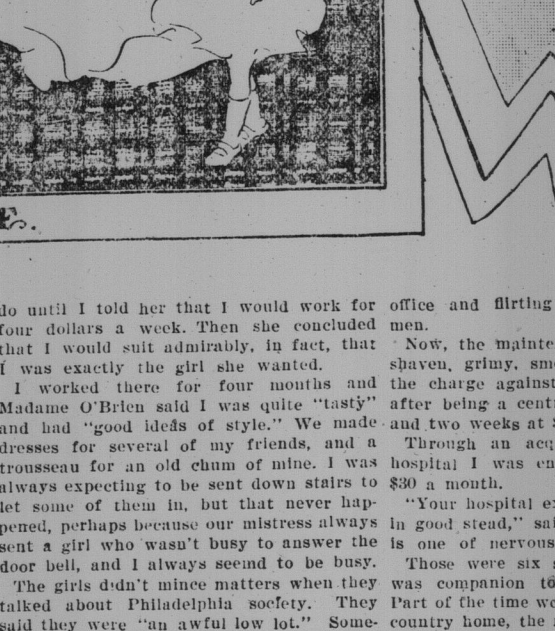 do until I told her that I would work for
four dollars a week. Then she concluded
that I would suit admirably, in fact, that
I was exactly the girl she wanted.
I worked there for four months and
Madame O'Brien said I was quite "tasty"
and had "good ideas of style." We made
dresses for several of my friends, and a
trousseau for an old chum of mine. I was
always expecting to be sent down stairs to
let some of them in, but that never hap-
pened, perhaps because our mistress always
sent a girl who wasn't busy to answer the
door bell, and I always seemd to be busy.
The girls didn't mince matters when they
talked about Philadelphia society. They
said they were "an awful low lot." Some-
office and flirting
men.
Now, the
shaven, grimy,
the charge against
after being a
and two weeks at
Through an
hospital I was
$30 a month.
"Your hospital
in good stead,"
is one of nervous
Those were six
was companion
Part of the time
country home, the